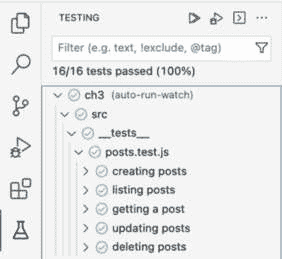 TESTING
Filter (e.g. text, !exclude, @tag)
16/16 tests passed (100%)
ch3 (auto-run-watch)
src
__tests__
posts.test.js
creating posts
listing posts
getting a post
updating posts
deleting posts